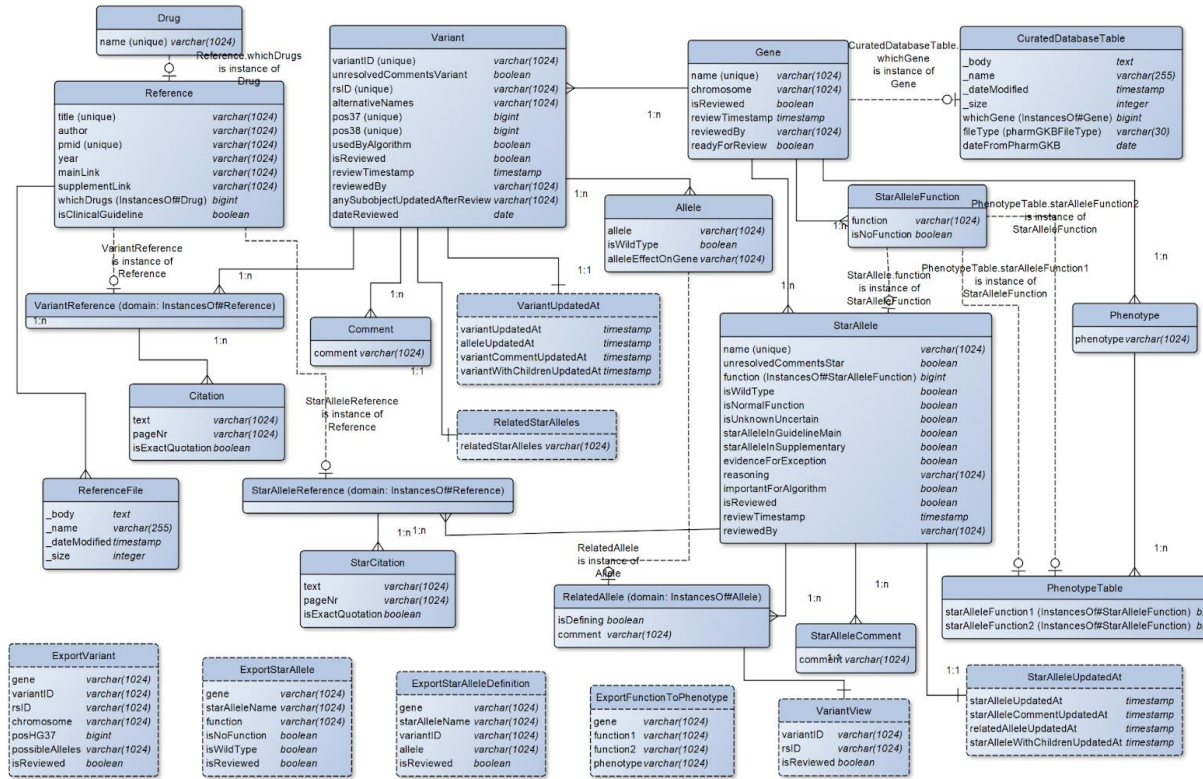 Drug
name (unique) varchar(1024)
Reference.whichDrugs
is instance of
Drug
Reference
title (unique) varchar(1024)
author varchar(1024)
pmid (unique) varchar(1024)
year varchar(1024)
mainLink varchar(1024)
supplementLink varchar(1024)
whichDrugs (InstancesOf#Drug) bigint
isClinicalGuideline boolean
Variant
variantID (unique) varchar(1024)
unresolvedCommentsVariant boolean
rsID (unique) varchar(1024)
alternativeNames varchar(1024)
pos37 (unique) bigint
pos38 (unique) bigint
usedByAlgorithm boolean
isReviewed boolean
reviewTimestamp timestamp
reviewedBy varchar(1024)
anySubobjectUpdatedAfterReview varchar(1024)
dateReviewed date
Gene
name (unique) varchar(1024)
chromosome varchar(1024)
isReviewed boolean
reviewTimestamp timestamp
reviewedBy varchar(1024)
readyForReview boolean
1:n
CuratedDatabaseTable.
whichGene
is instance of
Gene
CuratedDatabaseTable
_body text
_name varchar(255)
_dateModified timestamp
_size integer
whichGene (InstancesOf#Gene) bigint
fileType (pharmGKBFileType) varchar(30)
dateFromPharmGKB date
1:n
Allele
allele varchar(1024)
isWildType boolean
alleleEffectOnGene varchar(1024)
StarAlleleFunction
function varchar(1024)
isNoFunction boolean
1:n
PhenotypeTable.starAlleleFunction2
is instance of
StarAlleleFunction
PhenotypeTable.starAlleleFunction1
is instance of
StarAlleleFunction
StarAllele.function
is instance of
StarAlleleFunction
1:n
1:n
VariantReference
is instance of
Reference
1:n
1:n
1:1
VariantReference (domain: InstancesOf#Reference)
1:n
1:n
Comment
comment varchar(1024)
1:1
VariantUpdatedAt
variantUpdatedAt timestamp
alleleUpdatedAt timestamp
variantCommentUpdatedAt timestamp
variantWithChildrenUpdatedAt timestamp
Phenotype
phenotype varchar(1024)
StarAllele
name (unique) varchar(1024)
unresolvedCommentsStar boolean
function (InstancesOf#StarAlleleFunction) bigint
isWildType boolean
isNormalFunction boolean
isUnknownUncertain boolean
starAlleleInGuidelineMain boolean
starAlleleInSupplementary boolean
evidenceForException boolean
reasoning varchar(1024)
importantForAlgorithm boolean
isReviewed boolean
reviewTimestamp timestamp
reviewedBy varchar(1024)
Citation
text varchar(1024)
pageNr varchar(1024)
isExactQuotation boolean
StarAlleleReference
is instance of
Reference
RelatedStarAlleles
relatedStarAlleles varchar(1024)
ReferenceFile
_body text
_name varchar(255)
_dateModified timestamp
_size integer
StarAlleleReference (domain: InstancesOf#Reference)
1:n
1:n
StarCitation
text varchar(1024)
pageNr varchar(1024)
isExactQuotation boolean
RelatedAllele
is instance of
Allele
RelatedAllele (domain: InstancesOf#Allele)
isDefining boolean
comment varchar(1024)
1:n
1:n
1:n
StarAlleleComment
comment varchar(1024)
1:1
PhenotypeTable
starAlleleFunction1 (InstancesOf#StarAlleleFunction)
starAlleleFunction2 (InstancesOf#StarAlleleFunction)
1:1
StarAlleleUpdatedAt
starAlleleUpdatedAt timestamp
starAlleleCommentUpdatedAt timestamp
relatedAlleleUpdatedAt timestamp
starAlleleWithChildrenUpdatedAt timestamp
ExportVariant
gene varchar(1024)
variantID varchar(1024)
rsID varchar(1024)
chromosome varchar(1024)
posHG37 bigint
possibleAlleles varchar(1024)
isReviewed boolean
ExportStarAllele
gene varchar(1024)
starAlleleName varchar(1024)
function varchar(1024)
isNoFunction boolean
isWildType boolean
isReviewed boolean
ExportStarAlleleDefinition
gene varchar(1024)
starAlleleName varchar(1024)
variantID varchar(1024)
allele varchar(1024)
isReviewed boolean
ExportFunctionToPhenotype
gene varchar(1024)
function1 varchar(1024)
function2 varchar(1024)
phenotype varchar(1024)
VariantView
variantID varchar(1024)
rsID varchar(1024)
isReviewed boolean